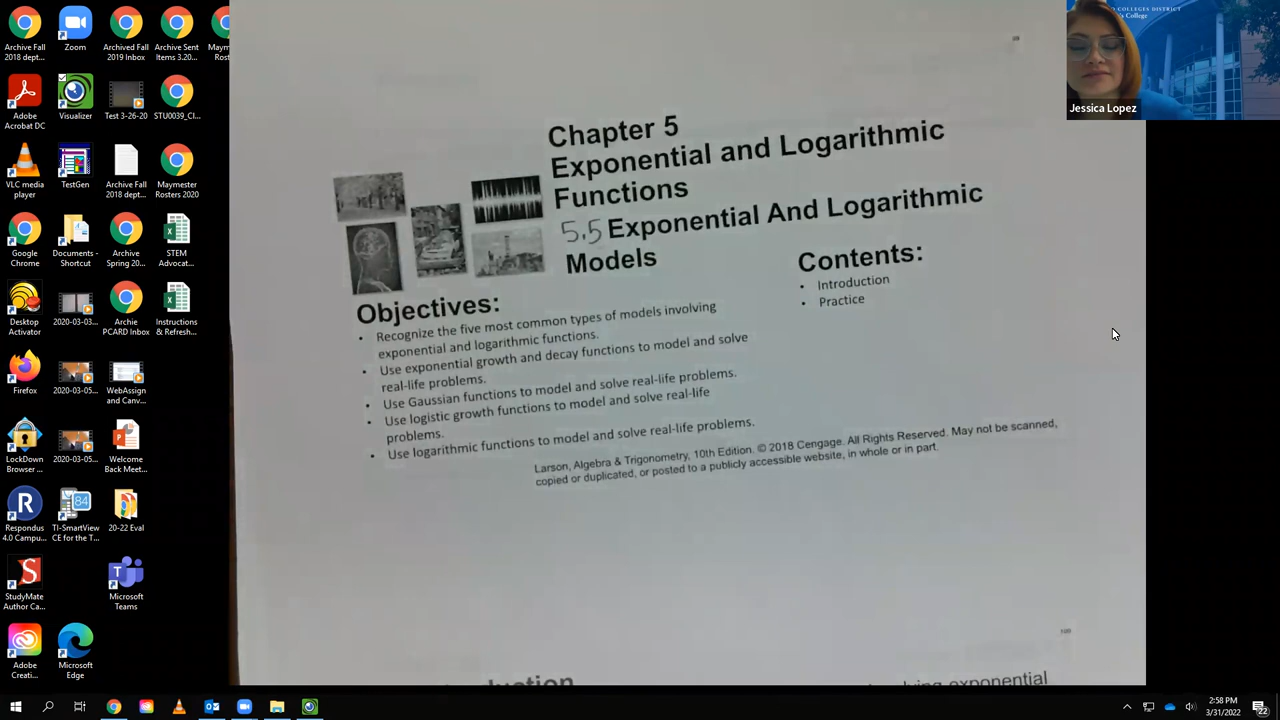 Archive Fall
2018 dept...
Zoom
Archived Fall
2019 Inbox
Archive Sent
Items 3.20...
Maym
Rost
Adobe
Acrobat DC
Visualizer
Test 3-26-20
STU0039_Cl...
VLC media
player
TestGen
Archive Fall
2018 dept...
Maymester
Rosters 2020
Google
Chrome
Documents -
Shortcut
Archive
Spring 20...
STEM
Advocat...
Desktop
Activator
2020-03-03...
Archie
PCARD Inbox
Instructions
& Refresh...
Firefox
2020-03-05...
WebAssign
and Canv...
LockDown
Browser ...
2020-03-05...
Welcome
Back Meet...
Respondus
4.0 Campu...
TI-SmartView
CE for the T...
20-22 Eval
StudyMate
Author Ca...
Microsoft
Teams
Adobe
Creati...
Microsoft
Edge
99
Chapter 5
Exponential and Logarithmic
Functions
5.5 Exponential And Logarithmic
Models
Contents:
• Introduction
• Practice
Objectives:
• Recognize the five most common types of models involving
exponential and logarithmic functions.
• Use exponential growth and decay functions to model and solve
real-life problems.
• Use Gaussian functions to model and solve real-life problems.
• Use logistic growth functions to model and solve real-life
problems.
• Use logarithmic functions to model and solve real-life problems.
Larson, Algebra & Trigonometry, 10th Edition. © 2018 Cengage. All Rights Reserved. May not be scanned,
copied or duplicated, or posted to a publicly accessible website, in whole or in part.
100
exponential
O COLLEGES DISTRICT
's College
Jessica Lopez
2:58 PM
3/31/2022
22